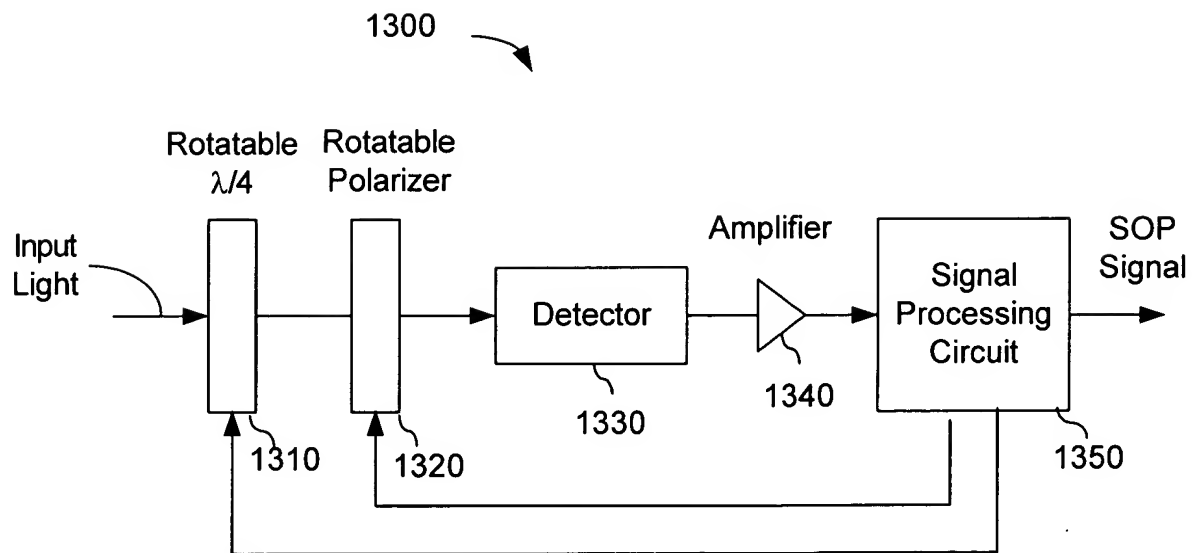 1300
Rotatable
λ/4
Rotatable
Polarizer
Input
Light
Detector
Amplifier
Signal
Processing
Circuit
SOP
Signal
1310
1320
1330
1340
1350